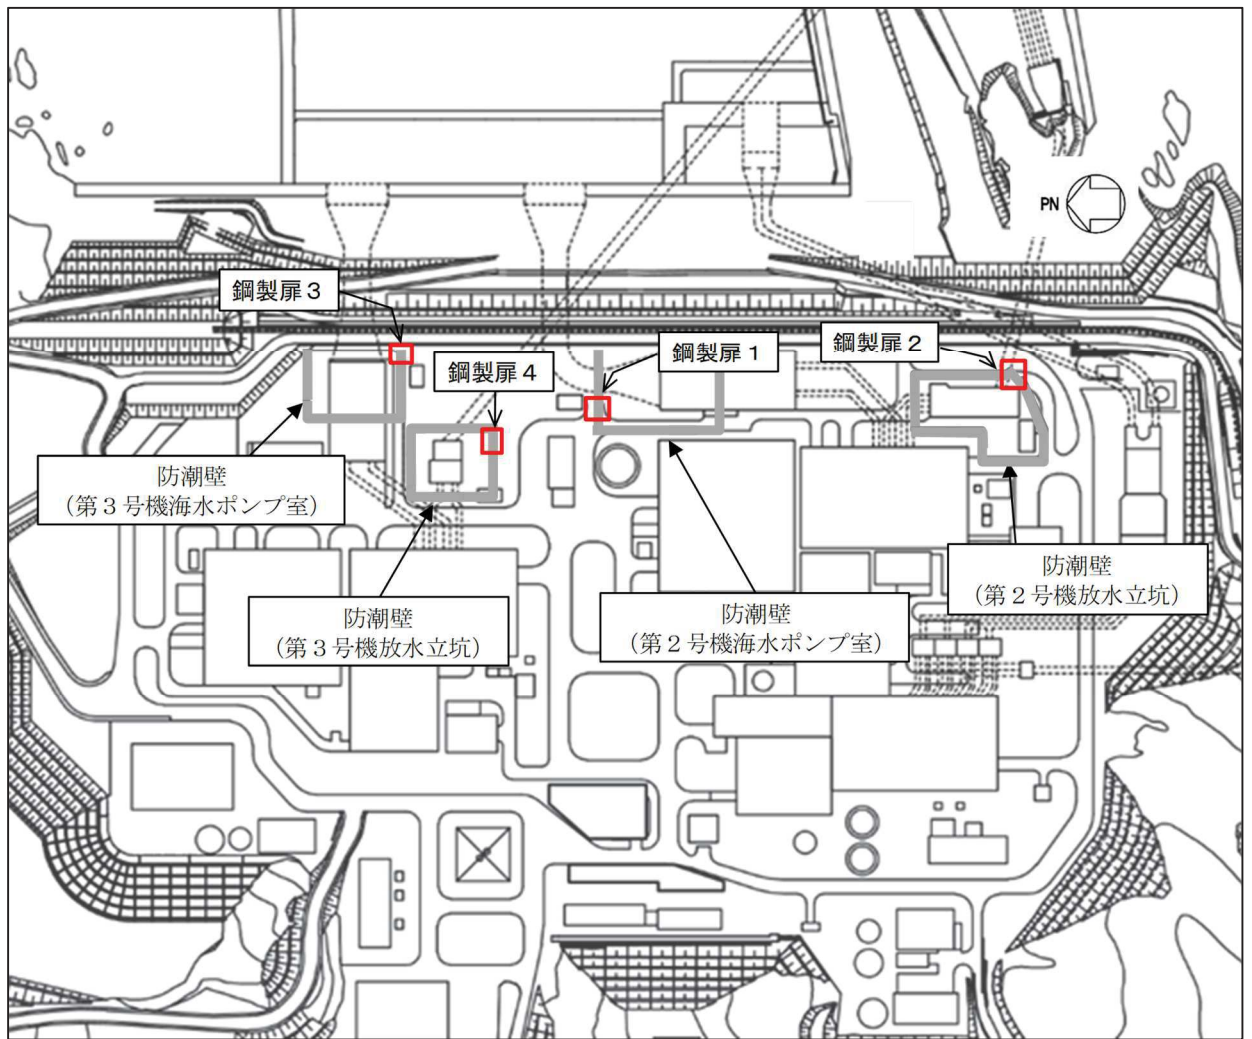 PN
鋼製扉３
鋼製扉４
鋼製扉１
鋼製扉２
防潮壁
（第３号機海水ポンプ室）
防潮壁
（第３号機放水立坑）
防潮壁
（第２号機海水ポンプ室）
防潮壁
（第２号機放水立坑）